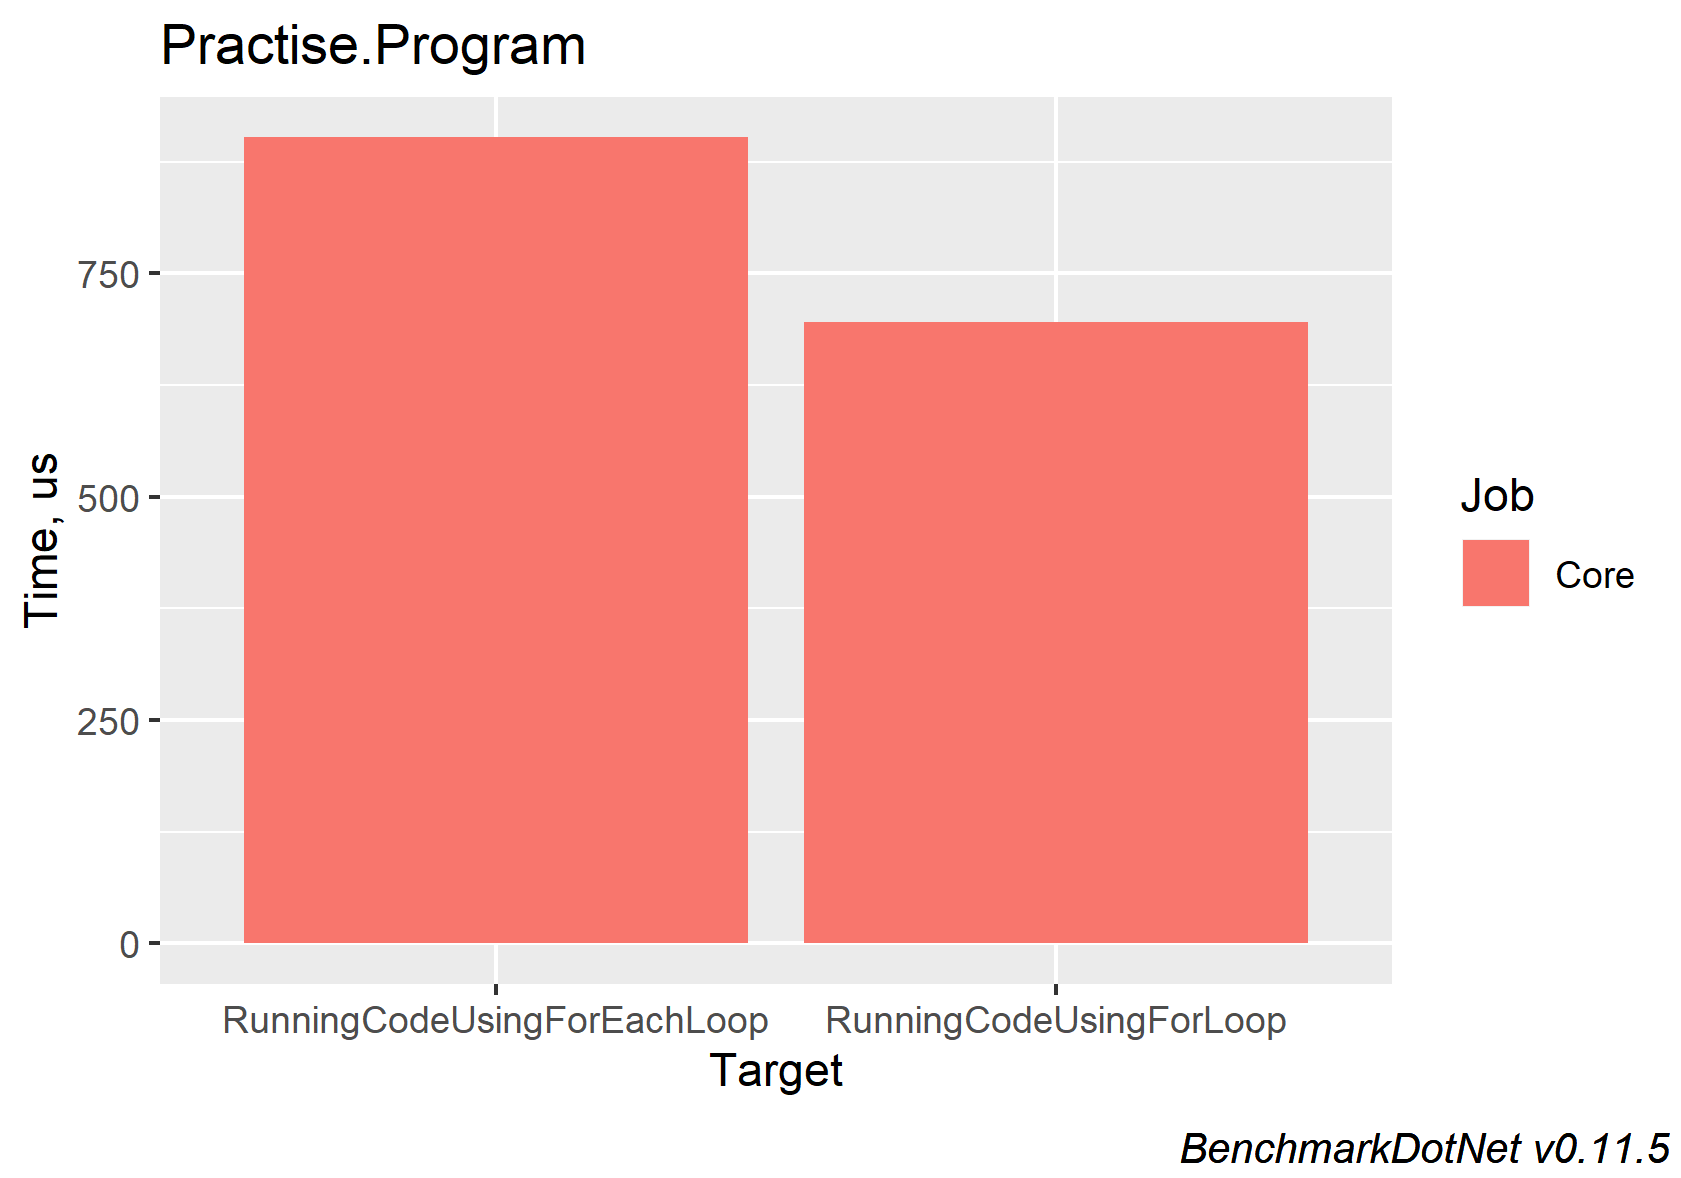 Practise.Program
Time, us
750
500
250
0
RunningCodeUsingForEachLoop
RunningCodeUsingForLoop
Target
Job
Core
BenchmarkDotNet v0.11.5